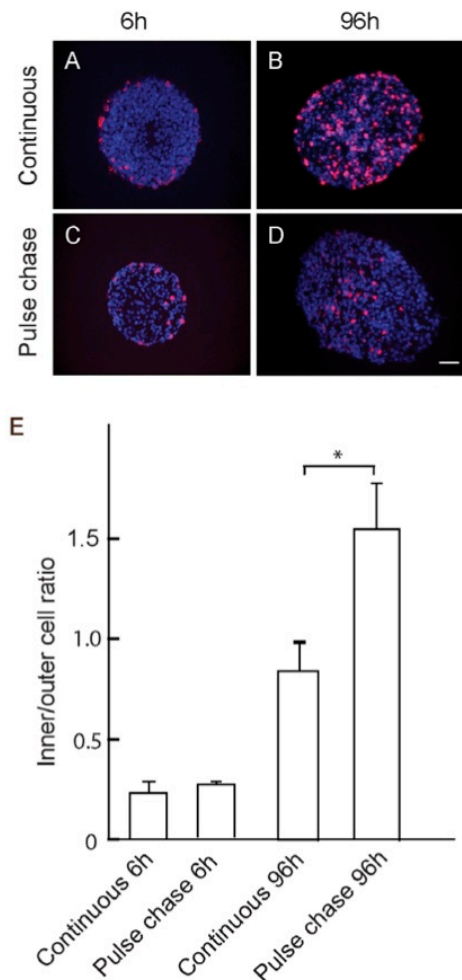 6h 96h
Continuous
A
B
Pulse chase
C
D
E
*
Inner/outer cell ratio
1.5
1.0
0.5
0
Continuous 6h
Pulse chase 6h
Continuous 96h
Pulse chase 96h